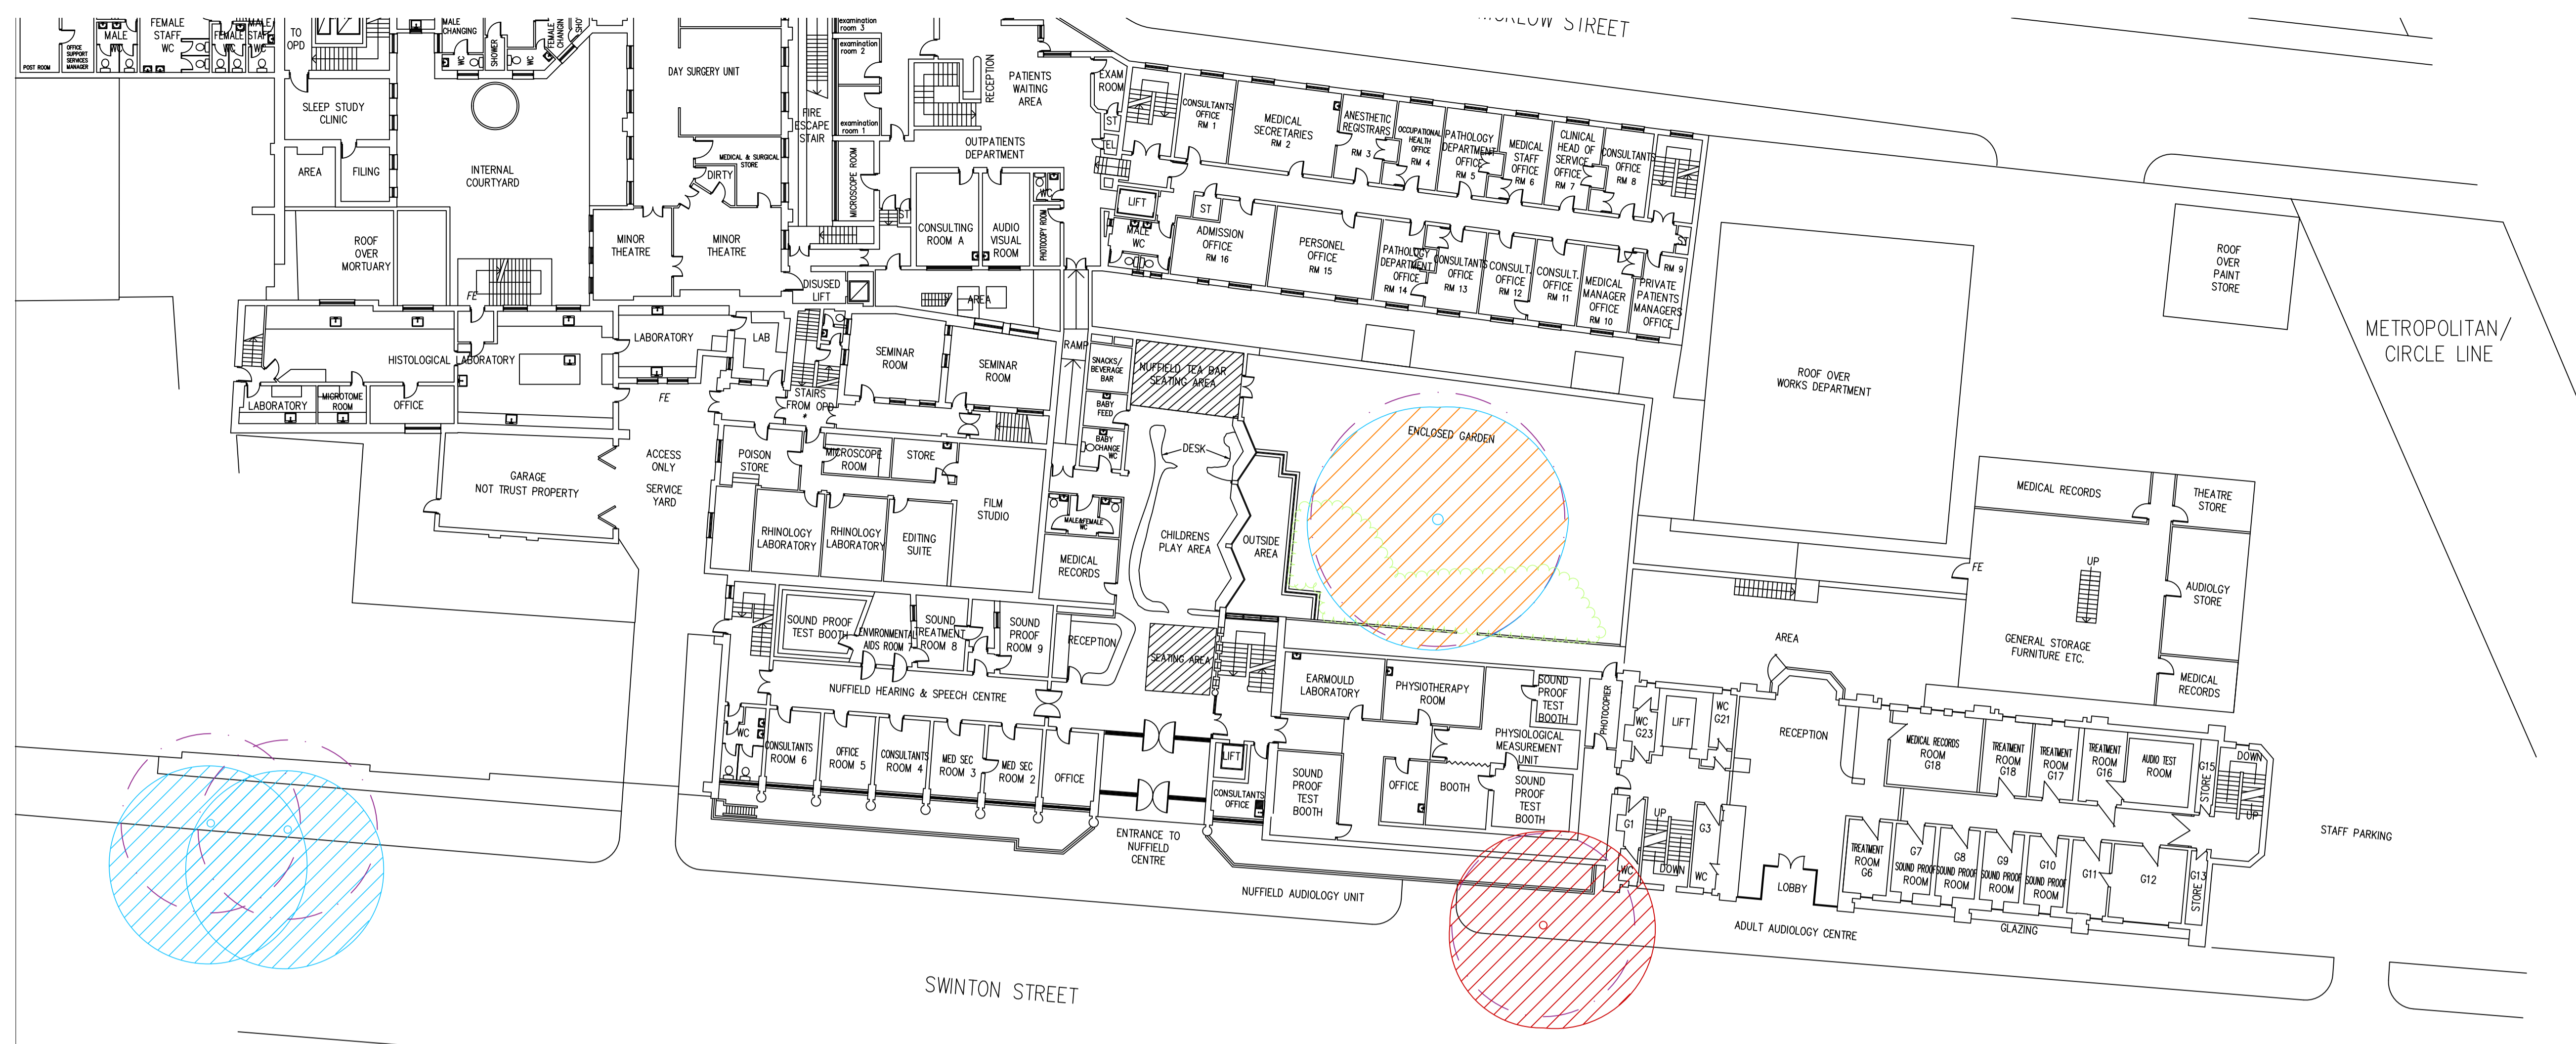 POST ROOM
OFFICE
SUPPORT
SERVICES
MANAGER
MALE
WC
FEMALE
STAFF
WC
FEMALE
WC
MALE
STAFF
WC
TO
OPD
MALE
CHANGING
WC
SHOWER
WC
FEMALE
CHANGING
SLEEP STUDY
CLINIC
AREA
FILING
INTERNAL
COURTYARD
ROOF
OVER
MORTUARY
DAY SURGERY UNIT
MEDICAL & SURGICAL
STORE
DIRTY
MINOR
THEATRE
MINOR
THEATRE
FIRE
ESCAPE
STAIR
examination
room 3
examination
room 2
examination
room 1
MICROSCOPE ROOM
RECEPTION
PATIENTS
WAITING
AREA
OUTPATIENTS
DEPARTMENT
ST
CONSULTING
ROOM A
AUDIO
VISUAL
ROOM
WC
PHOTOCOPY ROOM
DISUSED
LIFT
AREA
EXAM
ROOM
ST
LIFT
MALE
WC
ST
CONSULTANTS
OFFICE
RM 1
MEDICAL
SECRETARIES
RM 2
ANESTHETIC
REGISTRARS
RM 3
OCCUPATIONAL
HEALTH
OFFICE
RM 4
PATHOLOGY
DEPARTMENT
OFFICE
RM 5
MEDICAL
STAFF
OFFICE
RM 6
CLINICAL
HEAD OF
SERVICE
OFFICE
RM 7
CONSULTANTS
OFFICE
RM 8
RM 9
PRIVATE
PATIENTS
MANAGERS
OFFICE
MEDICAL
MANAGER
OFFICE
RM 10
CONSULT.
OFFICE
RM 11
CONSULT.
OFFICE
RM 12
CONSULTANTS
OFFICE
RM 13
PATHOLOGY
DEPARTMENT
OFFICE
RM 14
PERSONEL
OFFICE
RM 15
ADMISSION
OFFICE
RM 16
ROOF
OVER
PAINT
STORE
METROPOLITAN/
CIRCLE LINE
ROOF OVER
WORKS DEPARTMENT
FE
HISTOLOGICAL LABORATORY
LABORATORY
MICROTOME
ROOM
OFFICE
LABORATORY
LAB
FE
STAIRS
FROM OPD
*
SEMINAR
ROOM
SEMINAR
ROOM
RAMP
SNACKS/
BEVERAGE
BAR
BABY
FEED
BABY
CHANGE
WC
NUFFIELD TEA BAR
SEATING AREA
ENCLOSED GARDEN
DESK
GARAGE
NOT TRUST PROPERTY
ACCESS
ONLY
SERVICE
YARD
POISON
STORE
MICROSCOPE
ROOM
STORE
FILM
STUDIO
RHINOLOGY
LABORATORY
RHINOLOGY
LABORATORY
EDITING
SUITE
MALE&FEMALE
WC
MEDICAL
RECORDS
CHILDRENS
PLAY AREA
OUTSIDE
AREA
MEDICAL RECORDS
THEATRE
STORE
FE
UP
AUDIOLGY
STORE
GENERAL STORAGE
FURNITURE ETC.
MEDICAL
RECORDS
AREA
SOUND PROOF
TEST BOOTH
ENVIRONMENTAL
AIDS ROOM 7
SOUND
TREATMENT
ROOM 8
SOUND
PROOF
ROOM 9
RECEPTION
SEATING AREA
NUFFIELD HEARING & SPEECH CENTRE
WC
CONSULTANTS
ROOM 6
OFFICE
ROOM 5
CONSULTANTS
ROOM 4
MED SEC
ROOM 3
MED SEC
ROOM 2
OFFICE
ENTRANCE TO
NUFFIELD
CENTRE
LIFT
CONSULTANTS
OFFICE
EARMOULD
LABORATORY
PHYSIOTHERAPY
ROOM
SOUND
PROOF
TEST
BOOTH
PHYSIOLOGICAL
MEASUREMENT
UNIT
SOUND
PROOF
TEST
BOOTH
OFFICE
BOOTH
SOUND
PROOF
TEST
BOOTH
PHOTOCOPIER
WC
G23
LIFT
WC
G21
RECEPTION
MEDICAL RECORDS
ROOM
G18
TREATMENT
ROOM
G18
TREATMENT
ROOM
G17
TREATMENT
ROOM
G16
AUDIO TEST
ROOM
G15
STORE
DOWN
UP
G1
UP
G3
WC
DOWN
WC
LOBBY
TREATMENT
ROOM
G6
G7
SOUND PROOF
ROOM
G8
SOUND PROOF
ROOM
G9
SOUND PROOF
ROOM
G10
SOUND PROOF
ROOM
G11
G12
G13
STORE
STAFF PARKING
NUFFIELD AUDIOLOGY UNIT
ADULT AUDIOLOGY CENTRE
GLAZING
SWINTON STREET